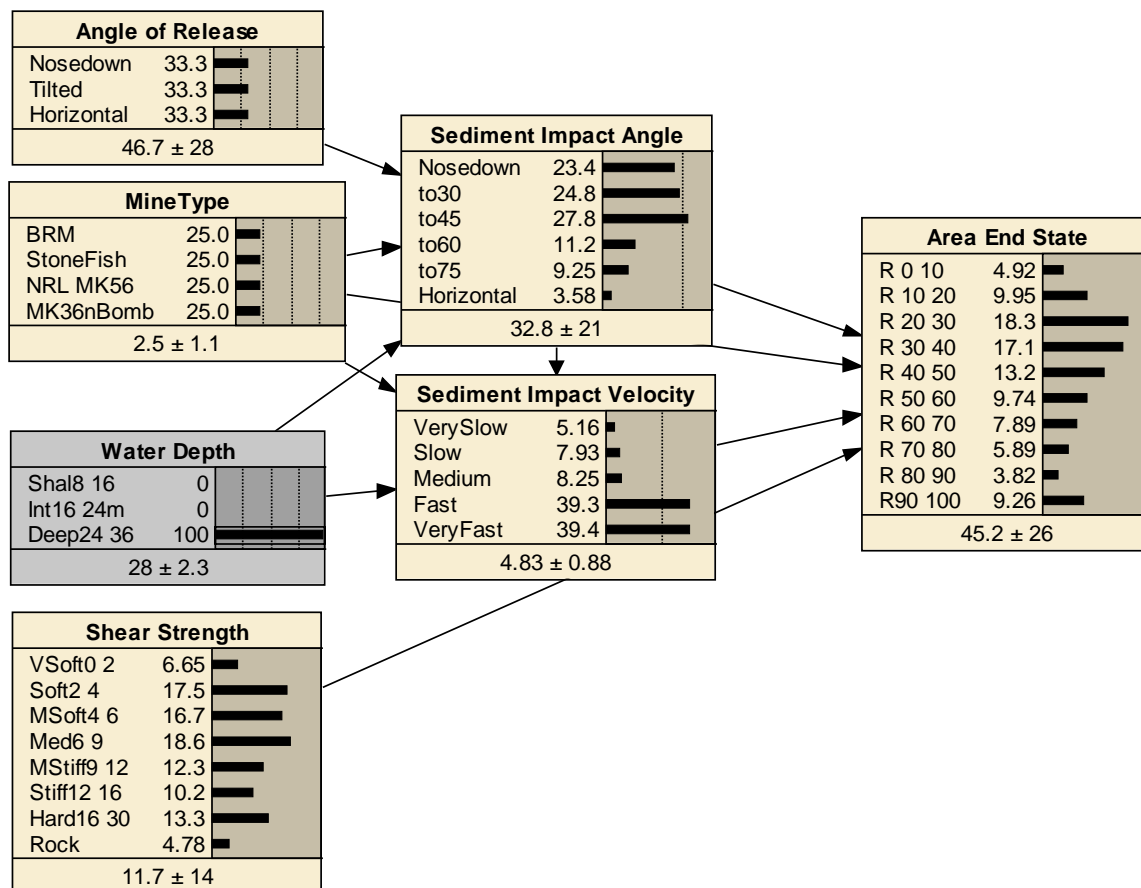 Angle of Release
Nosedown 33.3
Tilted 33.3
Horizontal 33.3
46.7 ± 28
MineType
BRM 25.0
StoneFish 25.0
NRL MK56 25.0
MK36nBomb 25.0
2.5 ± 1.1
Water Depth
Shal8 16 0
Int16 24m 0
Deep24 36 100
28 ± 2.3
Shear Strength
VSoft0 2 6.65
Soft2 4 17.5
MSoft4 6 16.7
Med6 9 18.6
MStiff9 12 12.3
Stiff12 16 10.2
Hard16 30 13.3
Rock 4.78
11.7 ± 14
Sediment Impact Angle
Nosedown 23.4
to30 24.8
to45 27.8
to60 11.2
to75 9.25
Horizontal 3.58
32.8 ± 21
Sediment Impact Velocity
VerySlow 5.16
Slow 7.93
Medium 8.25
Fast 39.3
VeryFast 39.4
4.83 ± 0.88
Area End State
R 0 10 4.92
R 10 20 9.95
R 20 30 18.3
R 30 40 17.1
R 40 50 13.2
R 50 60 9.74
R 60 70 7.89
R 70 80 5.89
R 80 90 3.82
R90 100 9.26
45.2 ± 26